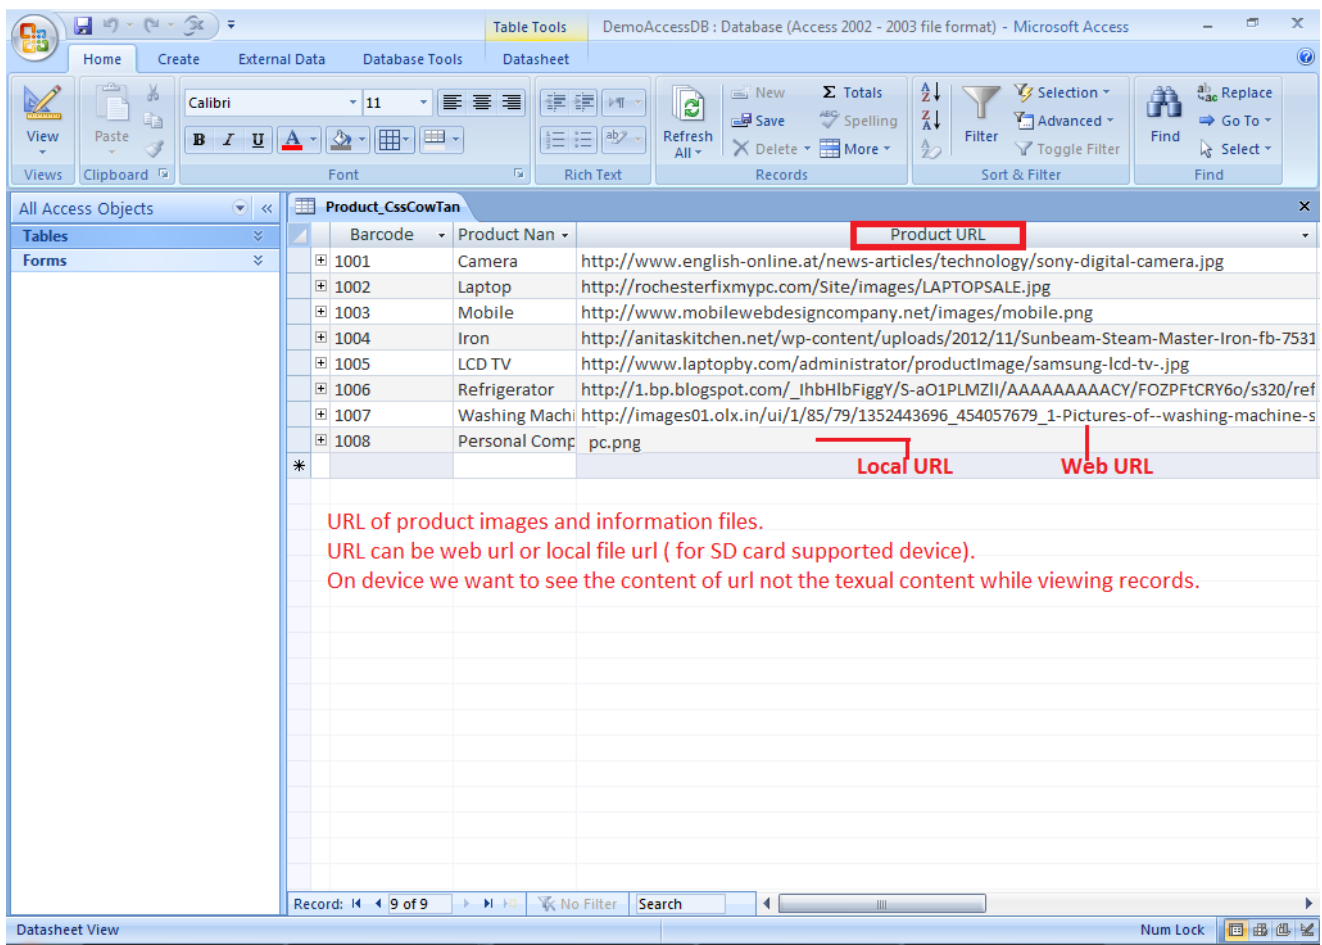 Table Tools DemoAccessDB : Database (Access 2002 - 2003 file format) - Microsoft Access
Home Create External Data Database Tools Datasheet
View
Views
Paste
Clipboard
Calibri 11
B I U A
Font
Rich Text
Refresh
All
New
Save
Delete
Σ Totals
Spelling
More
Records
Filter
Selection
Advanced
Toggle Filter
Sort & Filter
Find
Replace
Go To
Select
Find
All Access Objects
Tables
Forms
Product_CssCowTan
Barcode Product Nan Product URL
1001 Camera http://www.english-online.at/news-articles/technology/sony-digital-camera.jpg
1002 Laptop http://rochesterfixmypc.com/Site/images/LAPTOPSALE.jpg
1003 Mobile http://www.mobilewebdesigncompany.net/images/mobile.png
1004 Iron http://anitaskitchen.net/wp-content/uploads/2012/11/Sunbeam-Steam-Master-Iron-fb-7531
1005 LCD TV http://www.laptopby.com/administrator/productImage/samsung-lcd-tv-.jpg
1006 Refrigerator http://1.bp.blogspot.com/_IhbHlbFiggY/S-aO1PLMZlI/AAAAAAAAACY/FOZPFtCRY6o/s320/ref
1007 Washing Machi http://images01.olx.in/ui/1/85/79/1352443696_454057679_1-Pictures-of--washing-machine-s
1008 Personal Comp pc.png
Local URL Web URL
URL of product images and information files.
URL can be web url or local file url ( for SD card supported device).
On device we want to see the content of url not the texual content while viewing records.
Record: 9 of 9 No Filter Search
Datasheet View Num Lock